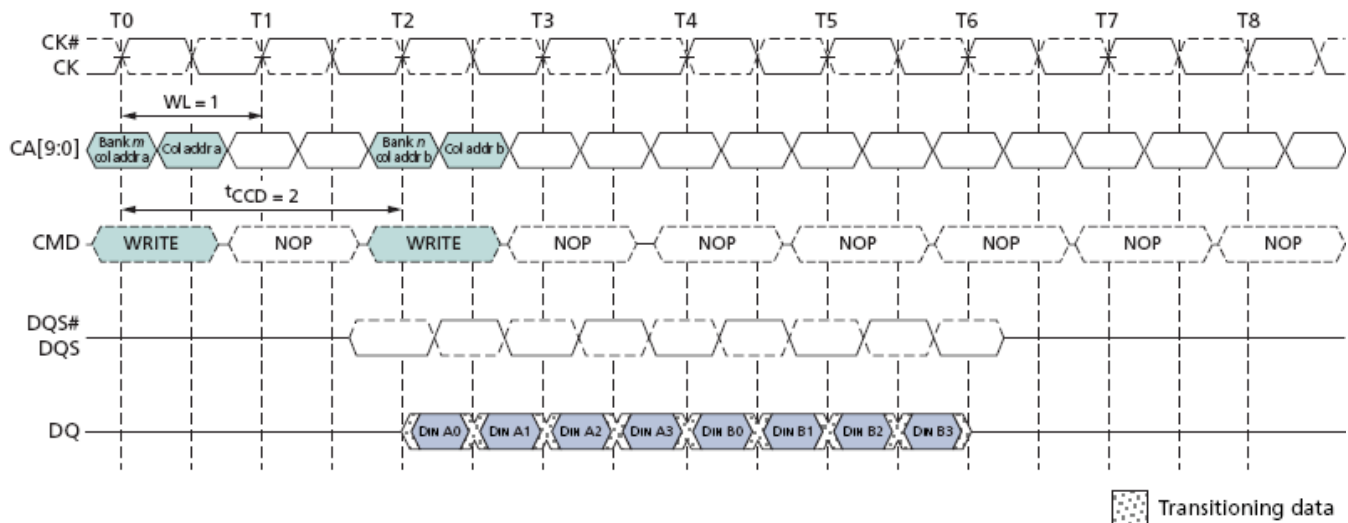 T0 T1 T2 T3 T4 T5 T6 T7 T8
CK#
CK
WL = 1
CA[9:0]
Bank m
col addr a
Col addr a
Bank n
col addr b
Col addr b
tCCD = 2
CMD
WRITE NOP WRITE NOP NOP NOP NOP NOP NOP
DQS#
DQS
DQ
DIN A0 DIN A1 DIN A2 DIN A3 DIN B0 DIN B1 DIN B2 DIN B3
Transitioning data